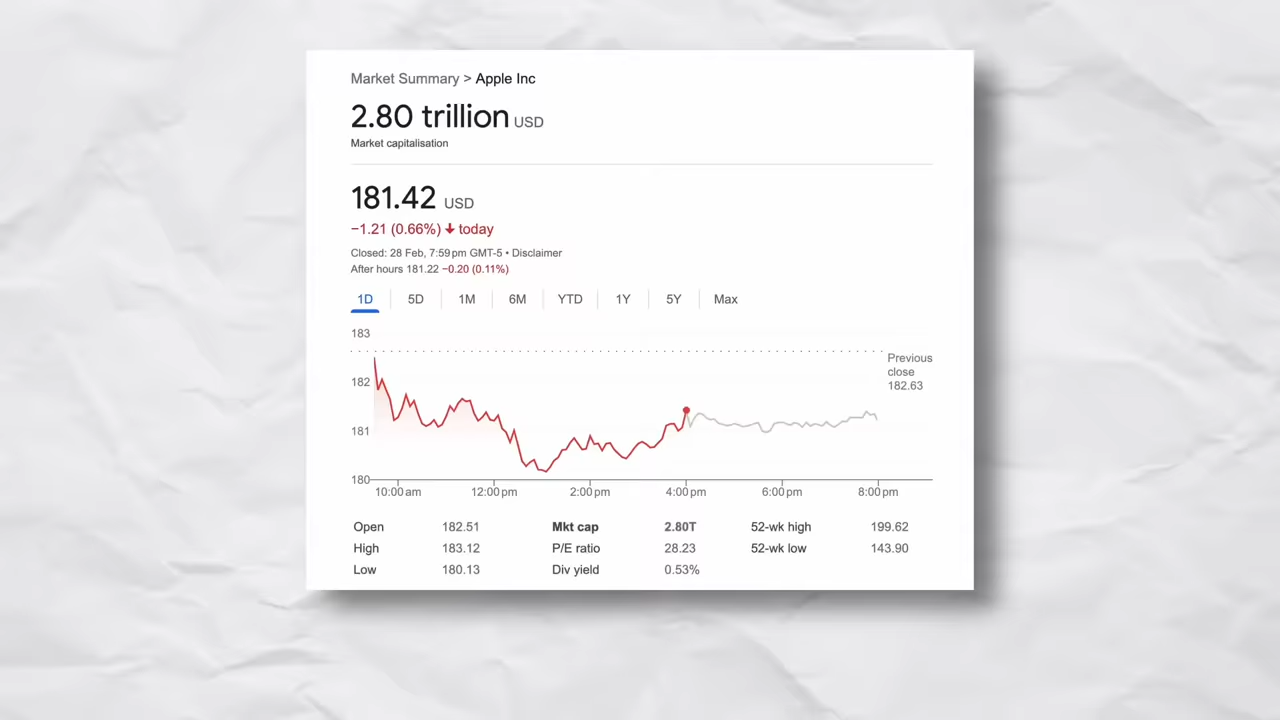 Market Summary > Apple Inc
2.80 trillion USD
Market capitalisation
181.42 USD
−1.21 (0.66%) ↓ today
Closed: 28 Feb, 7:59 pm GMT-5 • Disclaimer
After hours 181.22 −0.20 (0.11%)
1D 5D 1M 6M YTD 1Y 5Y Max
183
182
181
180
Previous
close
182.63
10:00 am 12:00 pm 2:00 pm 4:00 pm 6:00 pm 8:00 pm
Open 182.51 Mkt cap 2.80T 52-wk high 199.62
High 183.12 P/E ratio 28.23 52-wk low 143.90
Low 180.13 Div yield 0.53%